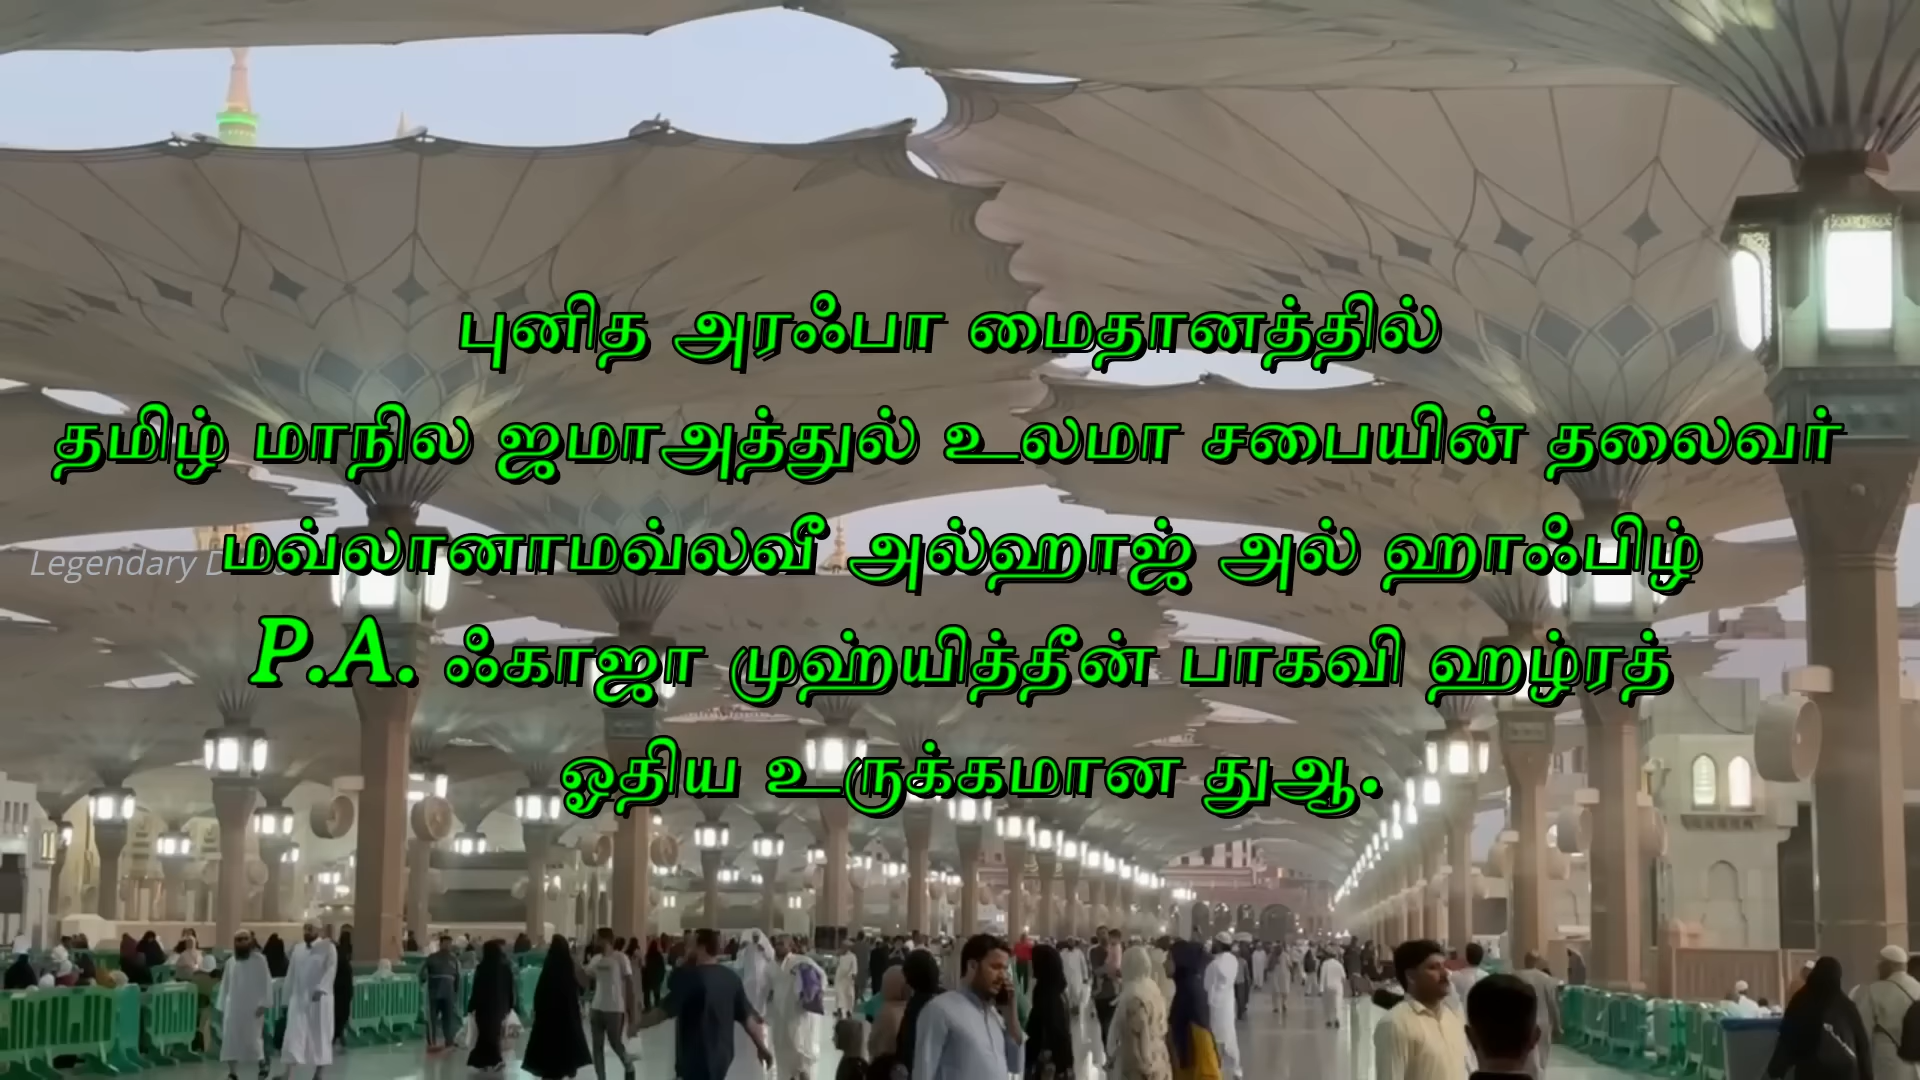 புனித அரஃபா மைதானத்தில்
தமிழ் மாநில ஜமாஅத்துல் உலமா சபையின் தலைவர்
மவ்லானாமவ்லவீ அல்ஹாஜ் அல் ஹாஃபிழ்
Legendary
P.A. ஃகாஜா முஹ்யித்தீன் பாகவி ஹழ்ரத்
ஓதிய உருக்கமான துஆ.